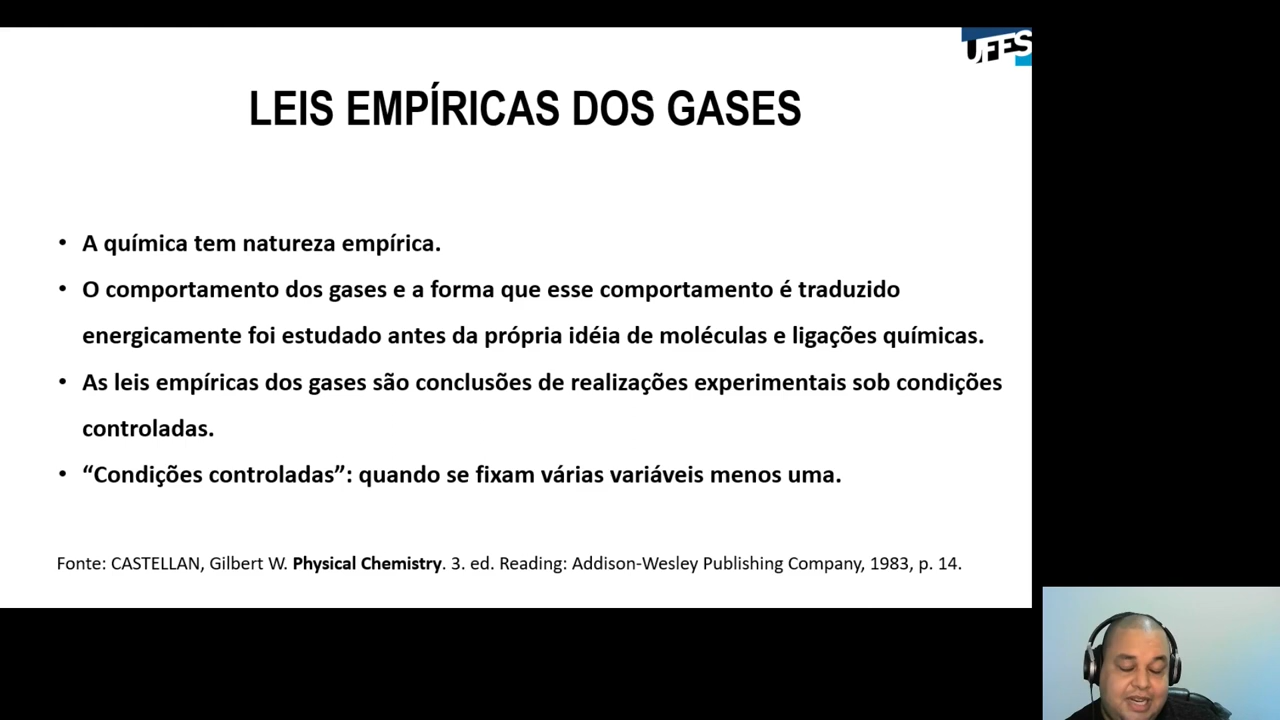 UFES
LEIS EMPÍRICAS DOS GASES
• A química tem natureza empírica.
• O comportamento dos gases e a forma que esse comportamento é traduzido
energicamente foi estudado antes da própria idéia de moléculas e ligações químicas.
• As leis empíricas dos gases são conclusões de realizações experimentais sob condições
controladas.
• “Condições controladas”: quando se fixam várias variáveis menos uma.
Fonte: CASTELLAN, Gilbert W. Physical Chemistry. 3. ed. Reading: Addison-Wesley Publishing Company, 1983, p. 14.